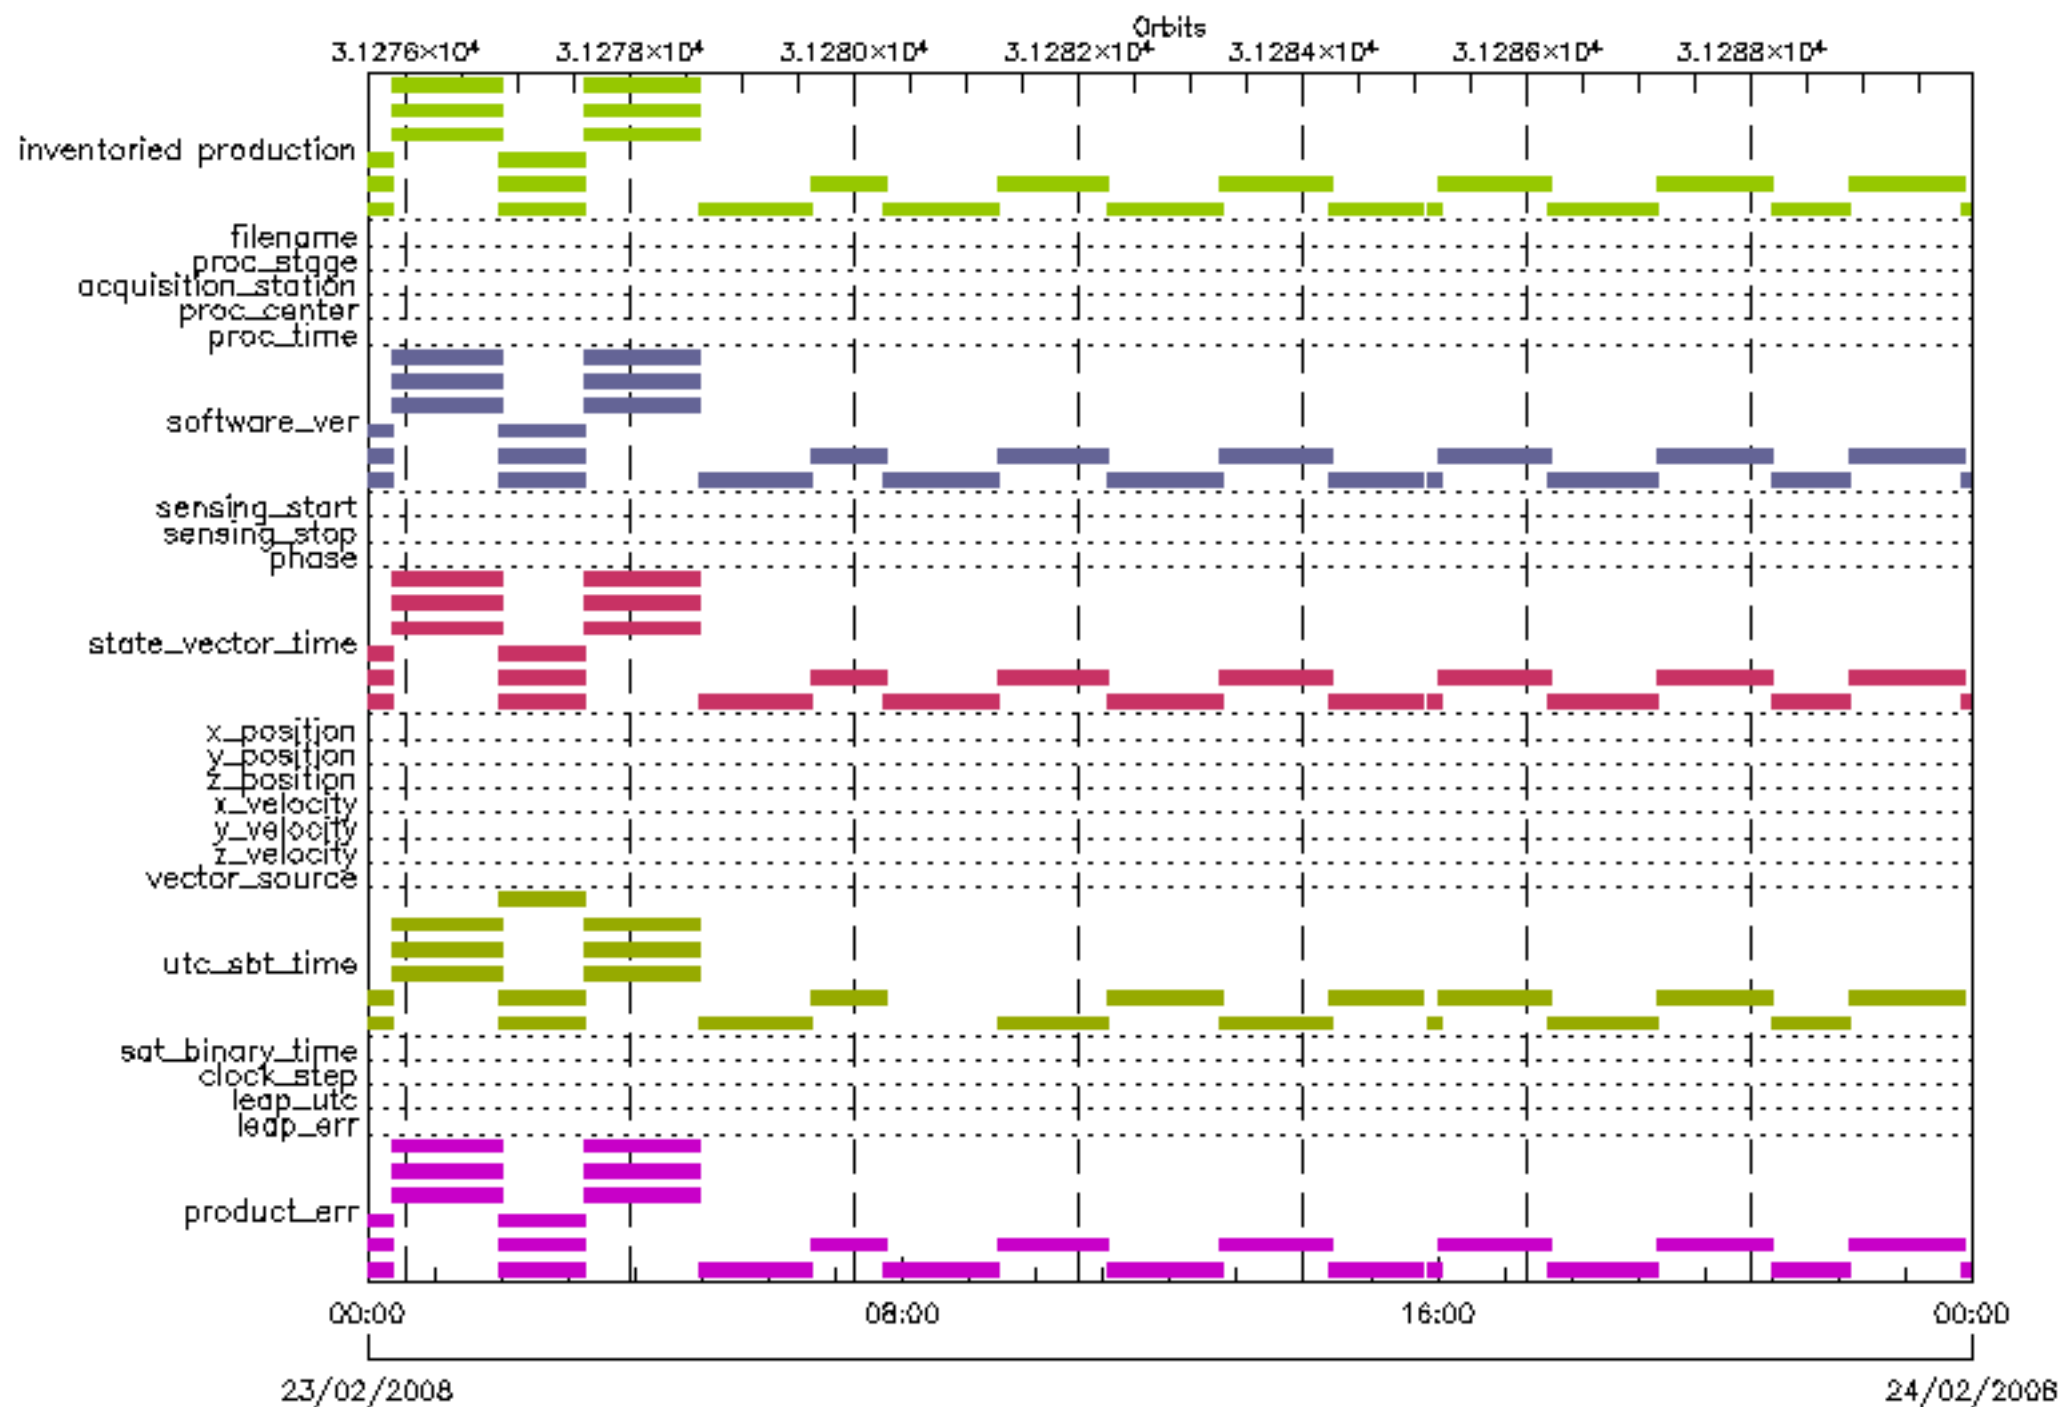 Orbits
3.1276×10⁴ 3.1278×10⁴ 3.1280×10⁴ 3.1282×10⁴ 3.1284×10⁴ 3.1286×10⁴ 3.1288×10⁴
inventoried production
filename
proc_stage
acquisition_station
proc_center
proc_time
software_ver
sensing_start
sensing_stop
phase
state_vector_time
x_position
y_position
z_position
x_velocity
y_velocity
z_velocity
vector_source
utc_sbt_time
sat_binary_time
clock_step
leap_utc
leap_err
product_err
00:00 08:00 16:00 00:00
23/02/2008 24/02/2008